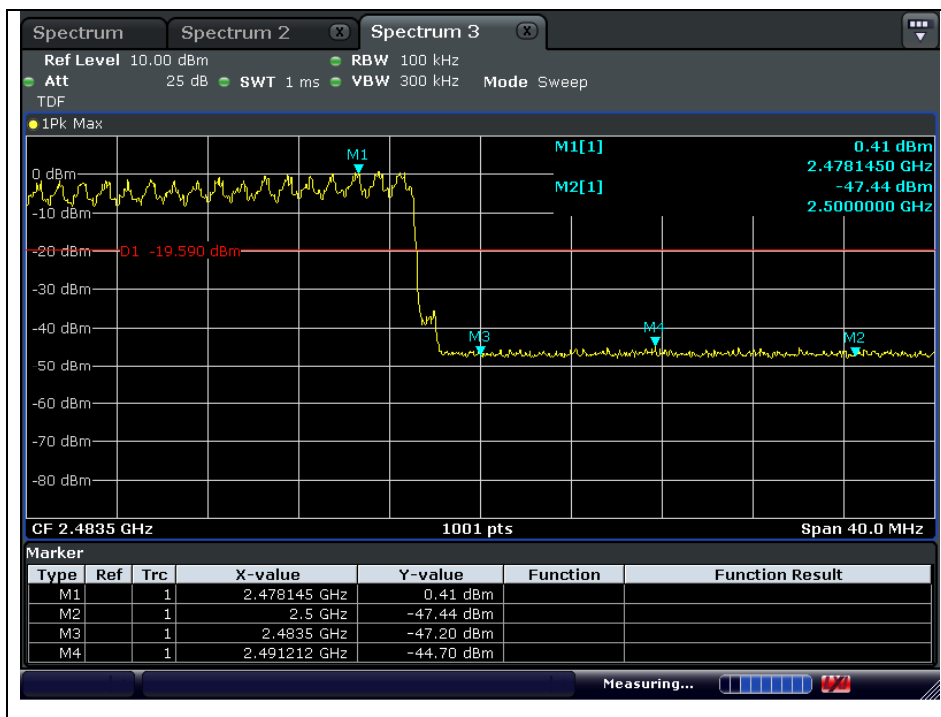 Spectrum Spectrum 2 X Spectrum 3 X
Ref Level 10.00 dBm RBW 100 kHz
Att 25 dB SWT 1 ms VBW 300 kHz Mode Sweep
TDF
1Pk Max
M1[1] 0.41 dBm
2.4781450 GHz
M2[1] -47.44 dBm
2.5000000 GHz
M1
0 dBm
-10 dBm
-20 dBm D1 -19.590 dBm
-30 dBm
-40 dBm
M3 M4 M2
-50 dBm
-60 dBm
-70 dBm
-80 dBm
CF 2.4835 GHz 1001 pts Span 40.0 MHz
Marker
Type Ref Trc X-value Y-value Function Function Result
M1 1 2.478145 GHz 0.41 dBm
M2 1 2.5 GHz -47.44 dBm
M3 1 2.4835 GHz -47.20 dBm
M4 1 2.491212 GHz -44.70 dBm
Measuring...